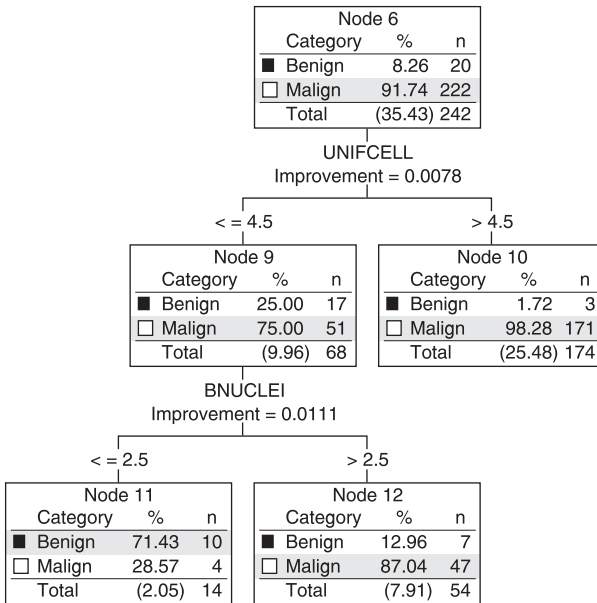 Node 6
Category % n
Benign 8.26 20
Malign 91.74 222
Total (35.43) 242
UNIFCELL
Improvement = 0.0078
< = 4.5
> 4.5
Node 9
Category % n
Benign 25.00 17
Malign 75.00 51
Total (9.96) 68
Node 10
Category % n
Benign 1.72 3
Malign 98.28 171
Total (25.48) 174
BNUCLEI
Improvement = 0.0111
< = 2.5
> 2.5
Node 11
Category % n
Benign 71.43 10
Malign 28.57 4
Total (2.05) 14
Node 12
Category % n
Benign 12.96 7
Malign 87.04 47
Total (7.91) 54